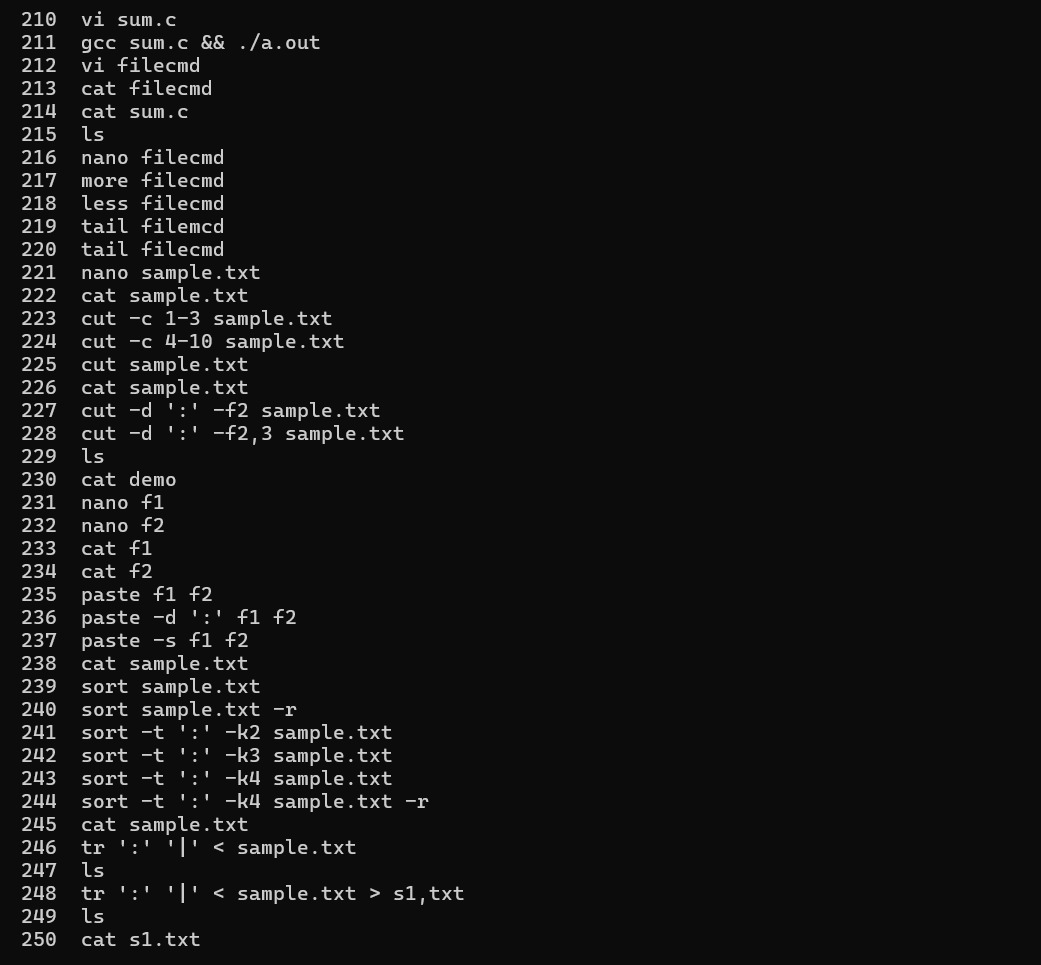 210 vi sum.c
211 gcc sum.c && ./a.out
212 vi filecmd
213 cat filecmd
214 cat sum.c
215 ls
216 nano filecmd
217 more filecmd
218 less filecmd
219 tail filemcd
220 tail filecmd
221 nano sample.txt
222 cat sample.txt
223 cut -c 1-3 sample.txt
224 cut -c 4-10 sample.txt
225 cut sample.txt
226 cat sample.txt
227 cut -d ':' -f2 sample.txt
228 cut -d ':' -f2,3 sample.txt
229 ls
230 cat demo
231 nano f1
232 nano f2
233 cat f1
234 cat f2
235 paste f1 f2
236 paste -d ':' f1 f2
237 paste -s f1 f2
238 cat sample.txt
239 sort sample.txt
240 sort sample.txt -r
241 sort -t ':' -k2 sample.txt
242 sort -t ':' -k3 sample.txt
243 sort -t ':' -k4 sample.txt
244 sort -t ':' -k4 sample.txt -r
245 cat sample.txt
246 tr ':' '|' < sample.txt
247 ls
248 tr ':' '|' < sample.txt > s1,txt
249 ls
250 cat s1.txt